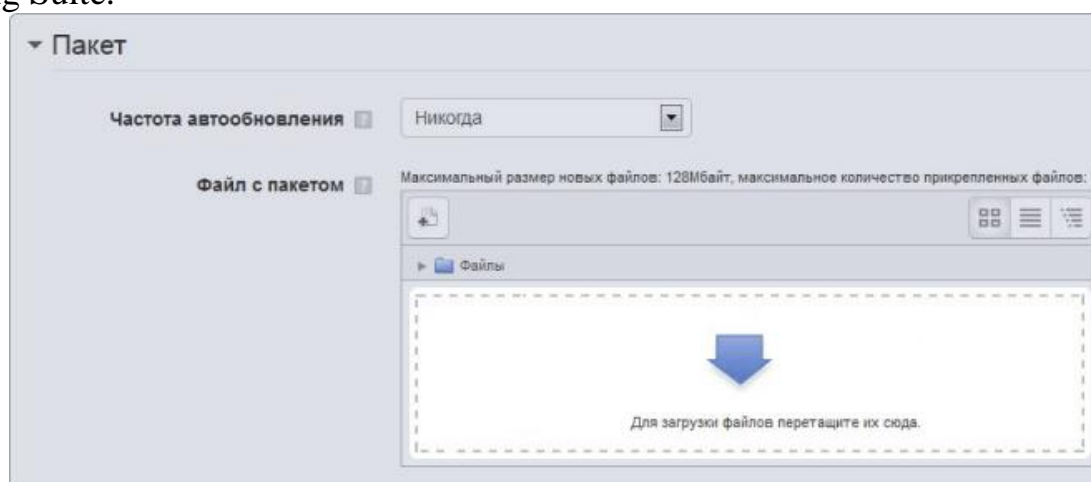 g Suite.
Пакет
Частота автообновления
Никогда
Файл с пакетом
Максимальный размер новых файлов: 128Мбайт, максимальное количество прикрепленных файлов:
Файлы
Для загрузки файлов перетащите их сюда.